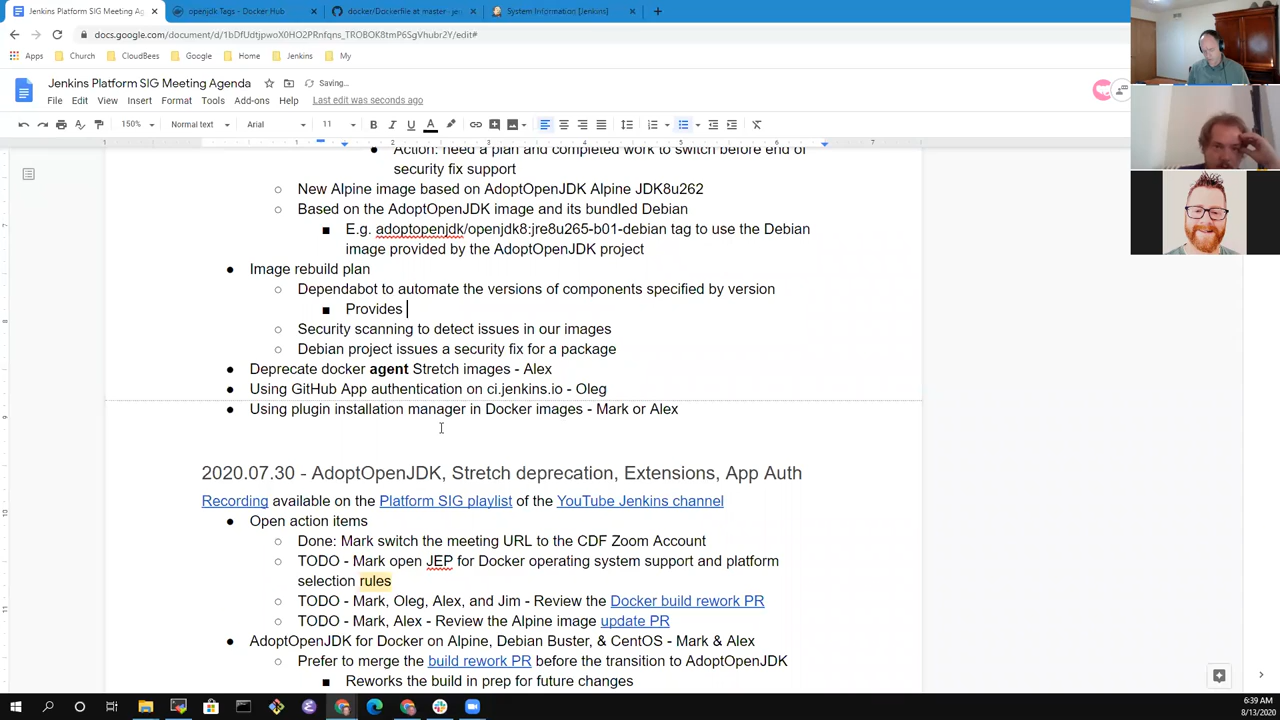 Jenkins Platform SIG Meeting Ag
openjdk Tags - Docker Hub
docker/Dockerfile at master · jen
System Information [Jenkins]
docs.google.com/document/d/1bDfUdtjpwoX0HO2PRnfqns_TROBOK8tmP6SgVhubr2Y/edit#
Apps Church CloudBees Google Home Jenkins My
Jenkins Platform SIG Meeting Agenda Saving...
File Edit View Insert Format Tools Add-ons Help Last edit was seconds ago
150% Normal text Arial 11
1 1 2 3 4 5 6 7
Action: need a plan and completed work to switch before end of
security fix support
New Alpine image based on AdoptOpenJDK Alpine JDK8u262
Based on the AdoptOpenJDK image and its bundled Debian
E.g. adoptopenjdk/openjdk8:jre8u265-b01-debian tag to use the Debian
image provided by the AdoptOpenJDK project
Image rebuild plan
Dependabot to automate the versions of components specified by version
Provides
Security scanning to detect issues in our images
Debian project issues a security fix for a package
Deprecate docker agent Stretch images - Alex
Using GitHub App authentication on ci.jenkins.io - Oleg
Using plugin installation manager in Docker images - Mark or Alex
2020.07.30 - AdoptOpenJDK, Stretch deprecation, Extensions, App Auth
Recording available on the Platform SIG playlist of the YouTube Jenkins channel
Open action items
Done: Mark switch the meeting URL to the CDF Zoom Account
TODO - Mark open JEP for Docker operating system support and platform
selection rules
TODO - Mark, Oleg, Alex, and Jim - Review the Docker build rework PR
TODO - Mark, Alex - Review the Alpine image update PR
AdoptOpenJDK for Docker on Alpine, Debian Buster, & CentOS - Mark & Alex
Prefer to merge the build rework PR before the transition to AdoptOpenJDK
Reworks the build in prep for future changes
6:39 AM
8/13/2020